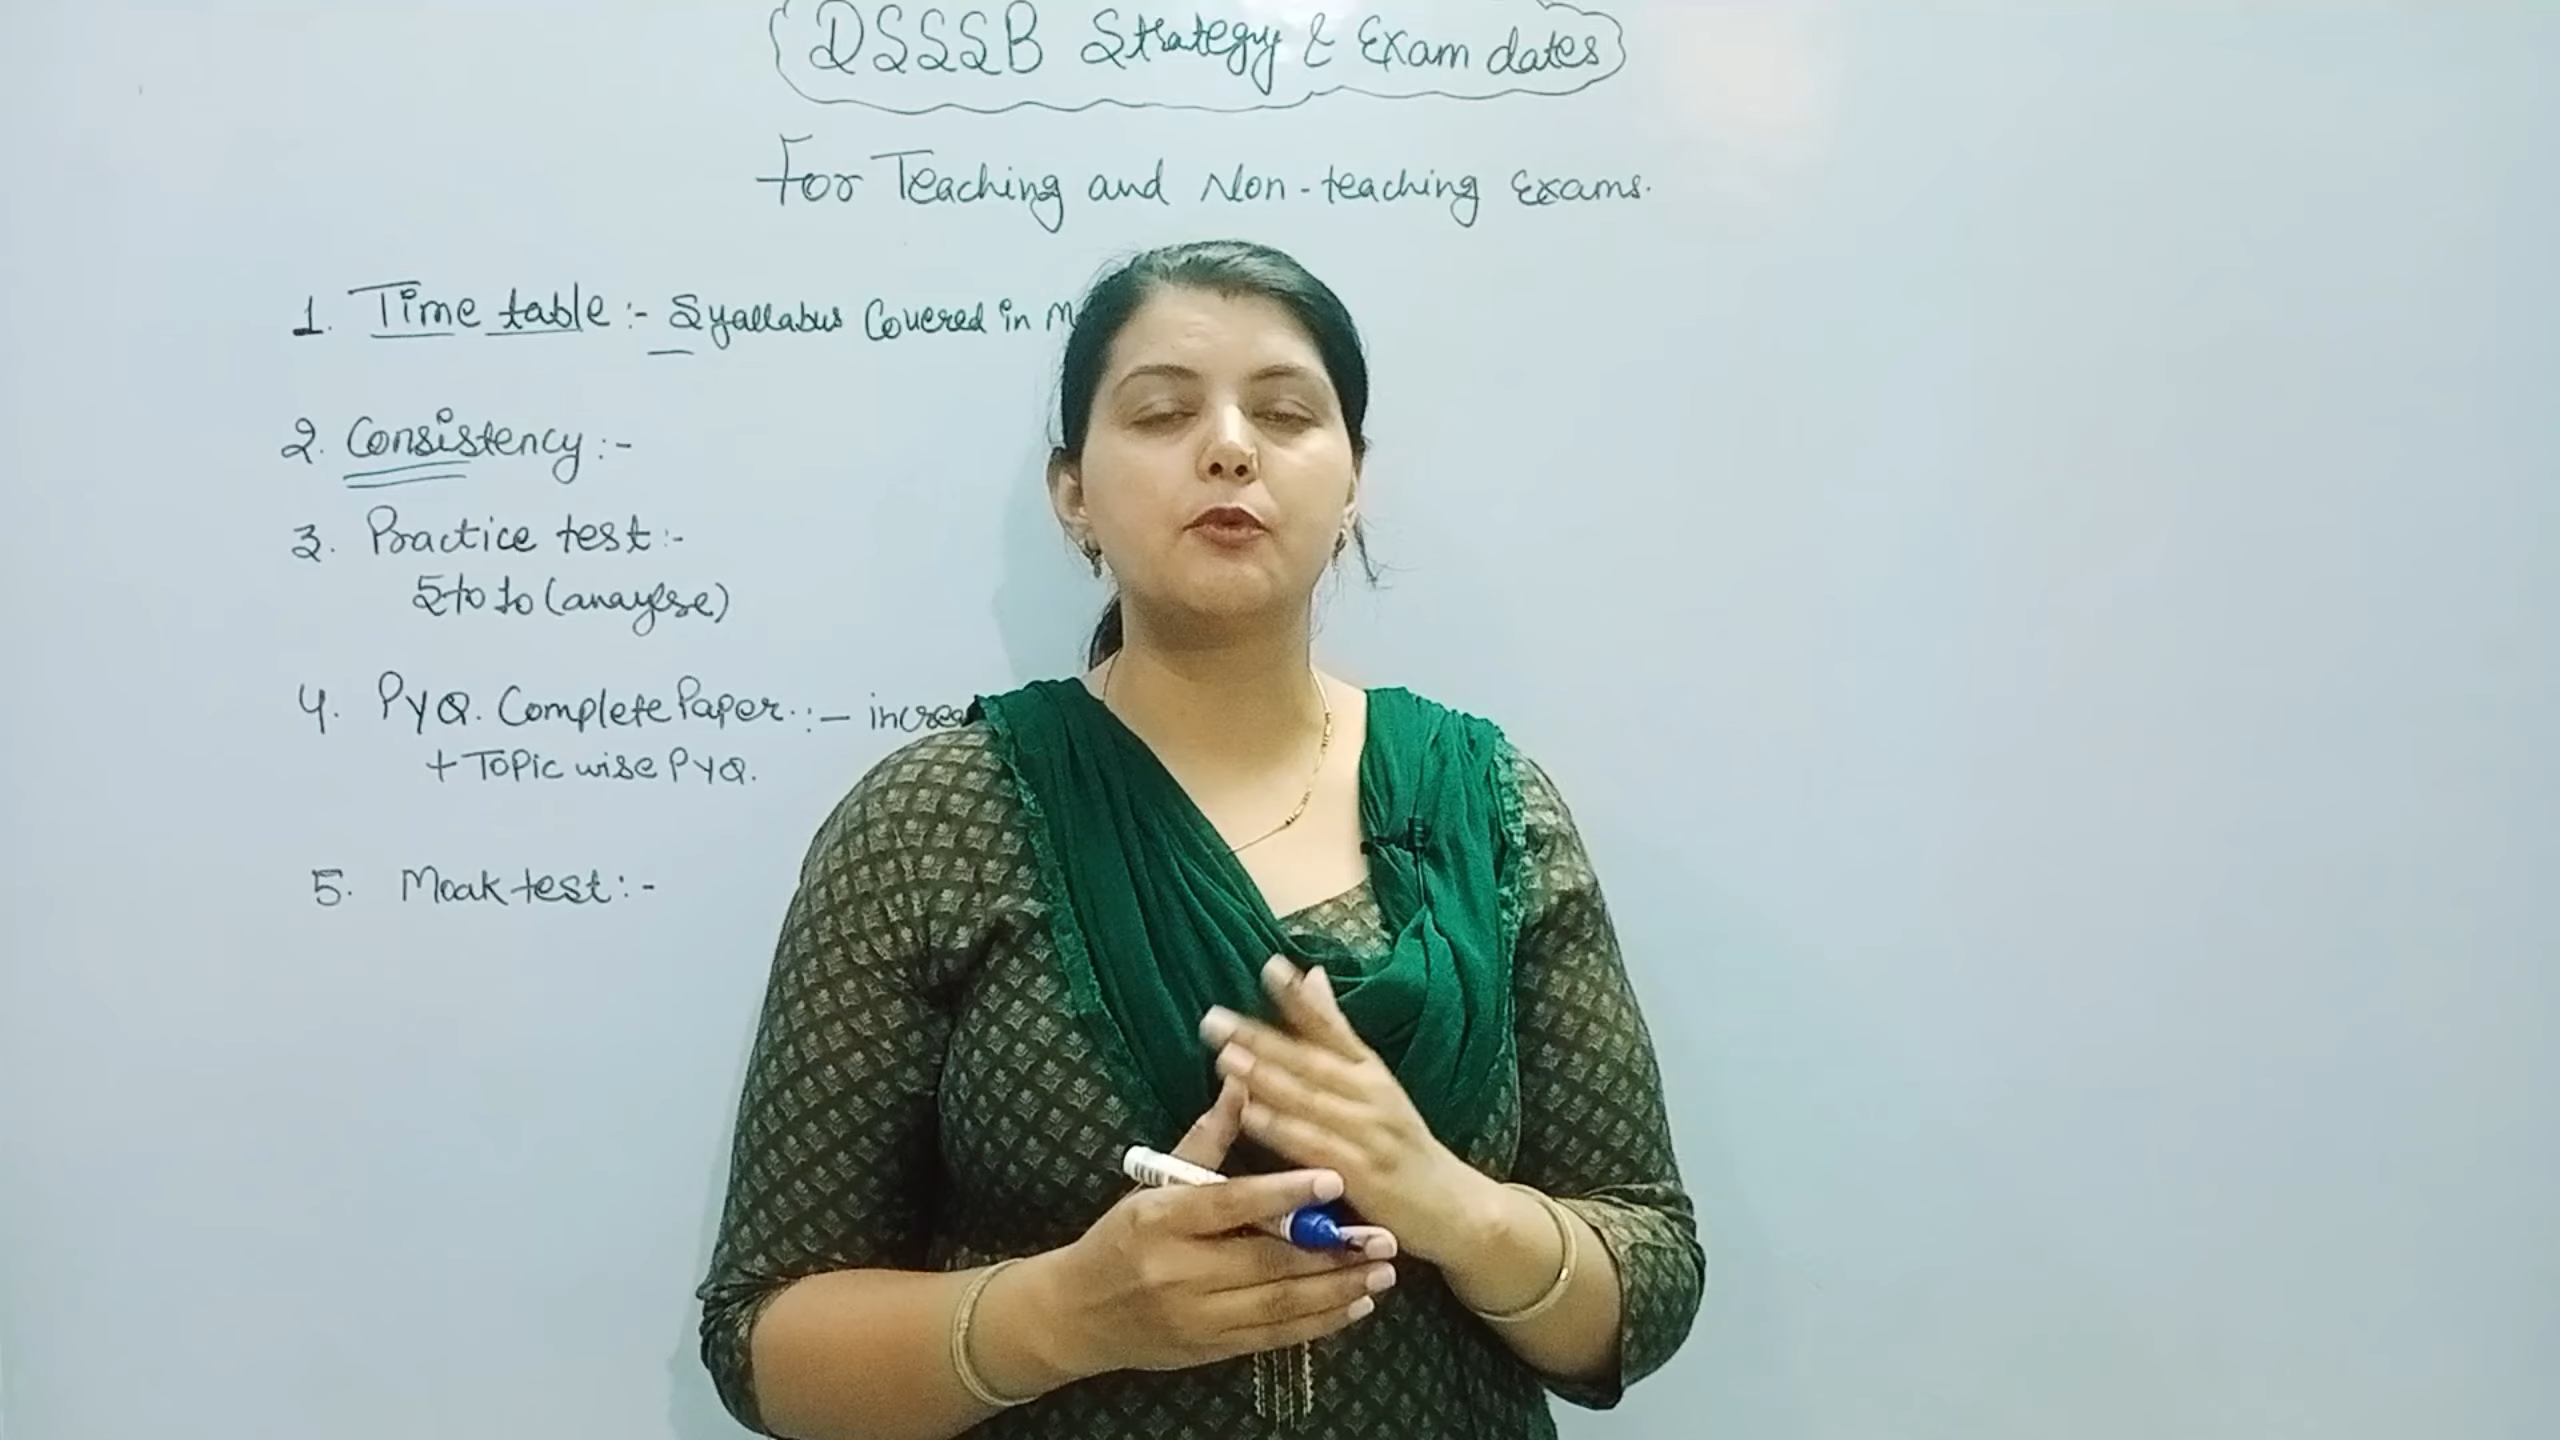 DSSSB Strategy & Exam dates
For Teaching and Non-teaching Exams.
1. Time table :- Syallabus Covered in
2. Consistency :-
3. Practice test :-
5 to 10 (anaylse)
4. PYQ. Complete Paper. :-
+ Topic wise PYQ.
5. Moak test :-